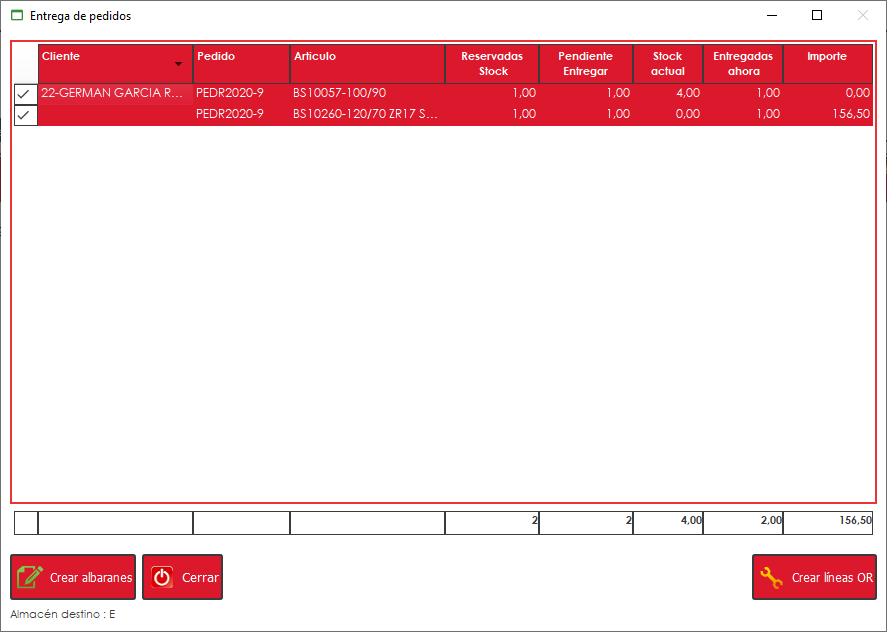 Entrega de pedidos
Cliente Pedido Articulo Reservadas Stock Pendiente Entregar Stock actual Entregadas ahora Importe
22-GERMAN GARCIA R... PEDR2020-9 BS10057-100/90 1,00 1,00 4,00 1,00 0,00
PEDR2020-9 BS10260-120/70 ZR17 S... 1,00 1,00 0,00 1,00 156,50
2 2 4,00 2,00 156,50
Crear albaranes Cerrar Crear líneas OR
Almacén destino : E